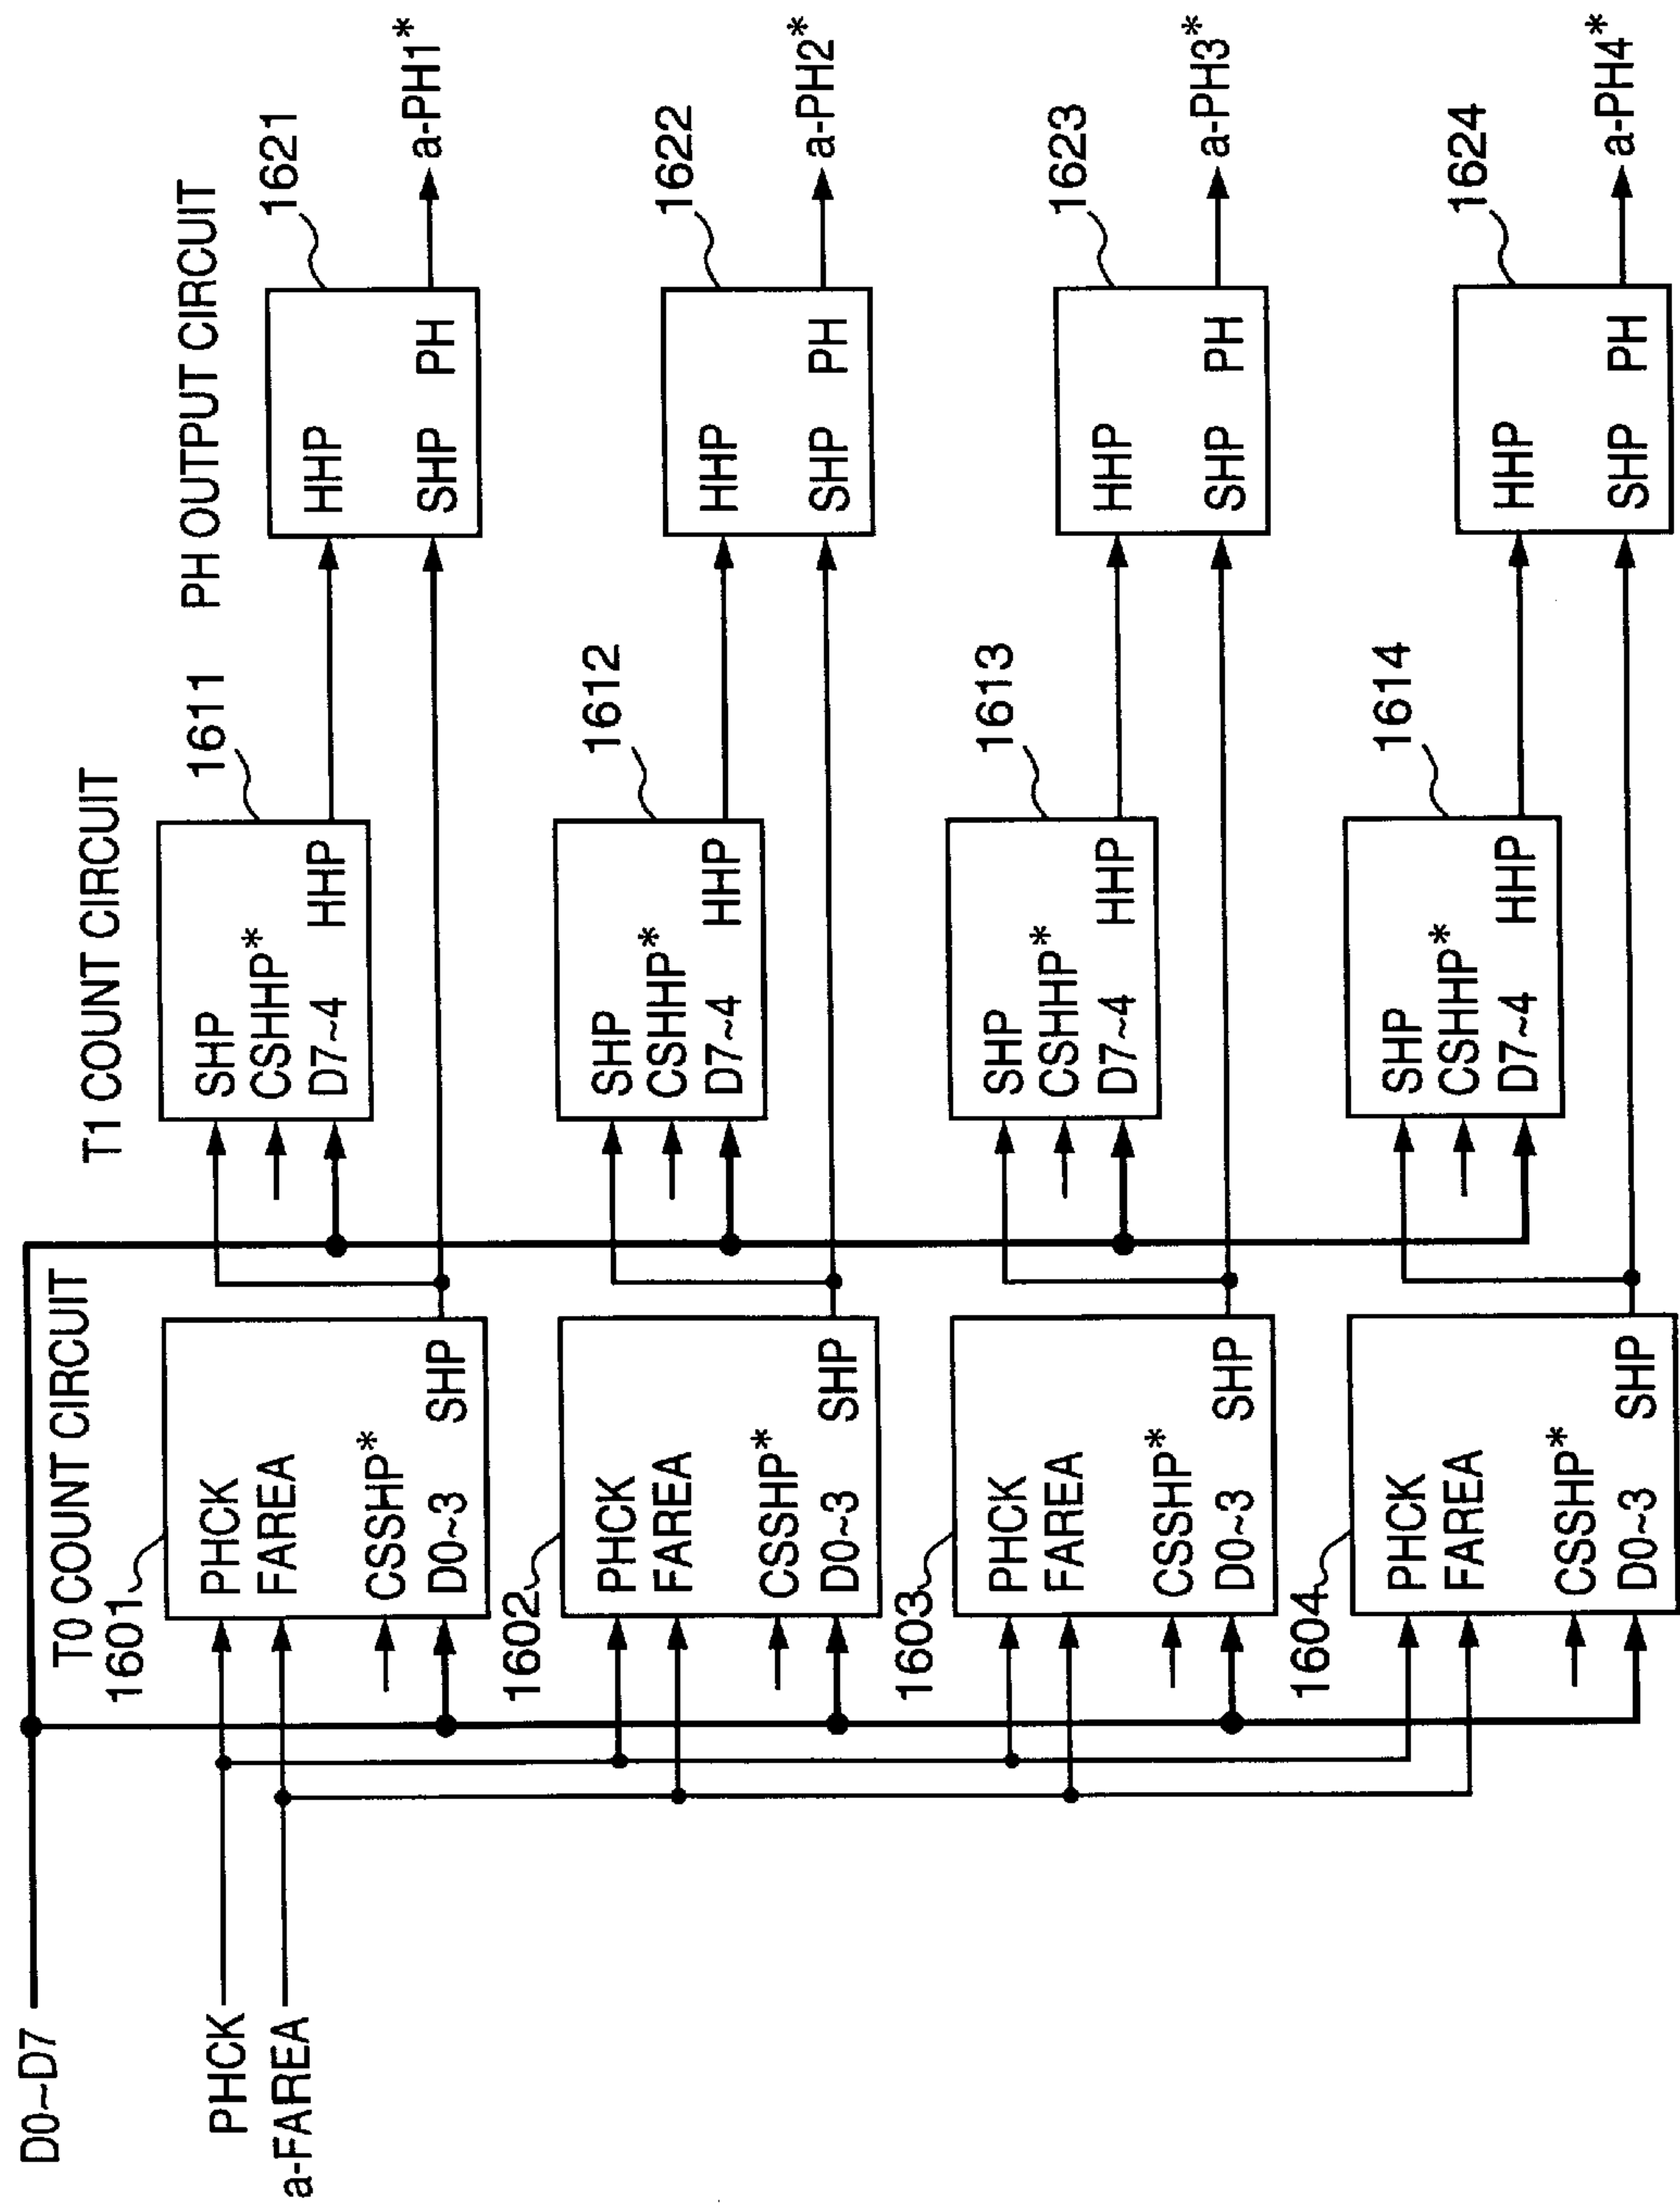 D0~D7
PHCK
a-FAREA
T0 COUNT CIRCUIT
T1 COUNT CIRCUIT
PH OUTPUT CIRCUIT
1601
PHCK
FAREA
CSSHP*
D0~3 SHP
1611
SHP
CSHHP*
D7~4 HHP
1621
HHP
SHP PH
a-PH1*
1602
PHCK
FAREA
CSSHP*
D0~3 SHP
1612
SHP
CSHHP*
D7~4 HHP
1622
HHP
SHP PH
a-PH2*
1603
PHCK
FAREA
CSSHP*
D0~3 SHP
1613
SHP
CSHHP*
D7~4 HHP
1623
HHP
SHP PH
a-PH3*
1604
PHCK
FAREA
CSSHP*
D0~3 SHP
1614
SHP
CSHHP*
D7~4 HHP
1624
HHP
SHP PH
a-PH4*